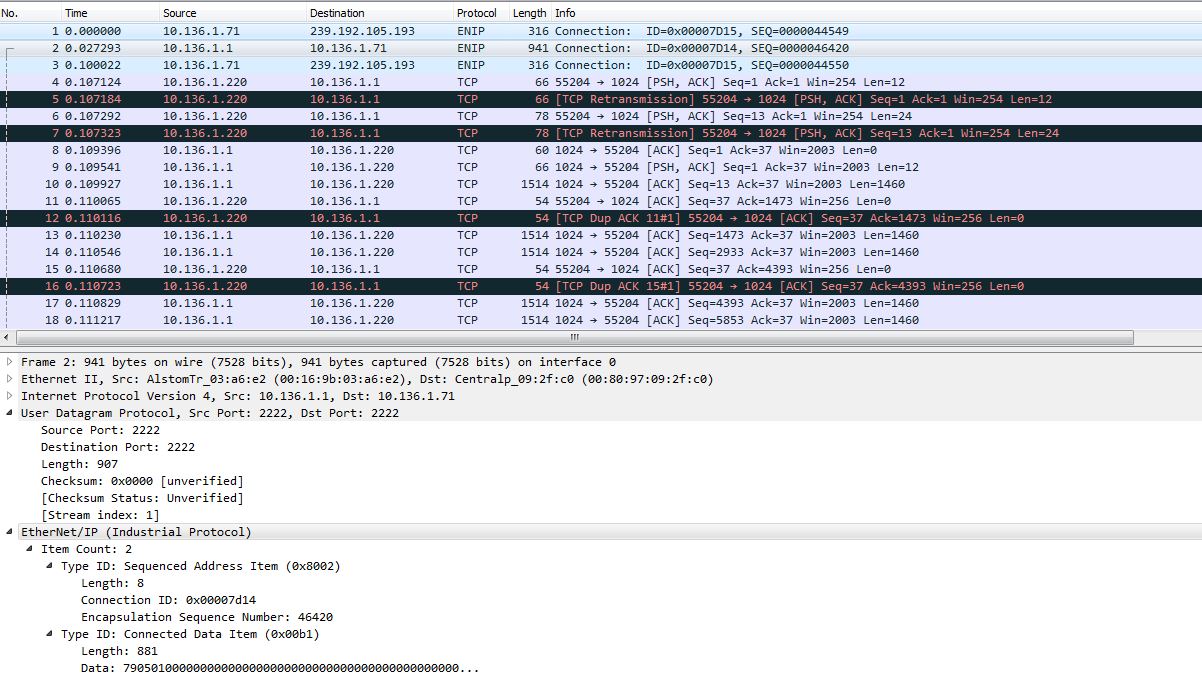 No. Time Source Destination Protocol Length Info
1 0.000000 10.136.1.71 239.192.105.193 ENIP 316 Connection: ID=0x00007D15, SEQ=0000044549
2 0.027293 10.136.1.1 10.136.1.71 ENIP 941 Connection: ID=0x00007D14, SEQ=0000046420
3 0.100022 10.136.1.71 239.192.105.193 ENIP 316 Connection: ID=0x00007D15, SEQ=0000044550
4 0.107124 10.136.1.220 10.136.1.1 TCP 66 55204 → 1024 [PSH, ACK] Seq=1 Ack=1 Win=254 Len=12
5 0.107184 10.136.1.220 10.136.1.1 TCP 66 [TCP Retransmission] 55204 → 1024 [PSH, ACK] Seq=1 Ack=1 Win=254 Len=12
6 0.107292 10.136.1.220 10.136.1.1 TCP 78 55204 → 1024 [PSH, ACK] Seq=13 Ack=1 Win=254 Len=24
7 0.107323 10.136.1.220 10.136.1.1 TCP 78 [TCP Retransmission] 55204 → 1024 [PSH, ACK] Seq=13 Ack=1 Win=254 Len=24
8 0.109396 10.136.1.1 10.136.1.220 TCP 60 1024 → 55204 [ACK] Seq=1 Ack=37 Win=2003 Len=0
9 0.109541 10.136.1.1 10.136.1.220 TCP 66 1024 → 55204 [PSH, ACK] Seq=1 Ack=37 Win=2003 Len=12
10 0.109927 10.136.1.1 10.136.1.220 TCP 1514 1024 → 55204 [ACK] Seq=13 Ack=37 Win=2003 Len=1460
11 0.110065 10.136.1.220 10.136.1.1 TCP 54 55204 → 1024 [ACK] Seq=37 Ack=1473 Win=256 Len=0
12 0.110116 10.136.1.220 10.136.1.1 TCP 54 [TCP Dup ACK 11#1] 55204 → 1024 [ACK] Seq=37 Ack=1473 Win=256 Len=0
13 0.110230 10.136.1.1 10.136.1.220 TCP 1514 1024 → 55204 [ACK] Seq=1473 Ack=37 Win=2003 Len=1460
14 0.110546 10.136.1.1 10.136.1.220 TCP 1514 1024 → 55204 [ACK] Seq=2933 Ack=37 Win=2003 Len=1460
15 0.110680 10.136.1.220 10.136.1.1 TCP 54 55204 → 1024 [ACK] Seq=37 Ack=4393 Win=256 Len=0
16 0.110723 10.136.1.220 10.136.1.1 TCP 54 [TCP Dup ACK 15#1] 55204 → 1024 [ACK] Seq=37 Ack=4393 Win=256 Len=0
17 0.110829 10.136.1.1 10.136.1.220 TCP 1514 1024 → 55204 [ACK] Seq=4393 Ack=37 Win=2003 Len=1460
18 0.111217 10.136.1.1 10.136.1.220 TCP 1514 1024 → 55204 [ACK] Seq=5853 Ack=37 Win=2003 Len=1460
Frame 2: 941 bytes on wire (7528 bits), 941 bytes captured (7528 bits) on interface 0
Ethernet II, Src: AlstomTr_03:a6:e2 (00:16:9b:03:a6:e2), Dst: Centralp_09:2f:c0 (00:80:97:09:2f:c0)
Internet Protocol Version 4, Src: 10.136.1.1, Dst: 10.136.1.71
User Datagram Protocol, Src Port: 2222, Dst Port: 2222
Source Port: 2222
Destination Port: 2222
Length: 907
Checksum: 0x0000 [unverified]
[Checksum Status: Unverified]
[Stream index: 1]
EtherNet/IP (Industrial Protocol)
Item Count: 2
Type ID: Sequenced Address Item (0x8002)
Length: 8
Connection ID: 0x00007d14
Encapsulation Sequence Number: 46420
Type ID: Connected Data Item (0x00b1)
Length: 881
Data: 790501000000000000000000000000000000000000000000...